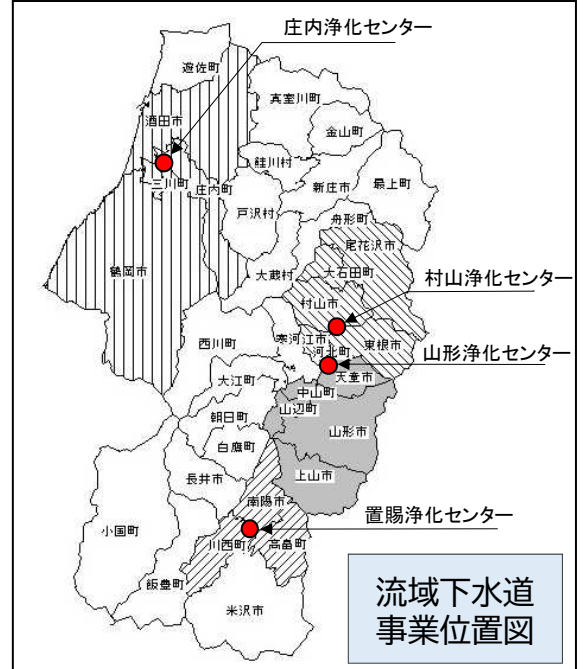 庄内浄化センター
遊佐町
真室川町
酒田市
金山町
鮭川村
三川町
庄内町
新庄市
最上町
戸沢村
舟形町
尾花沢市
鶴岡市
大蔵村
大石田町
村山浄化センター
村山市
西川町
寒河江市
東根市
河北町
山形浄化センター
大江町
天童市
中山町
朝日町
山辺町
山形市
白鷹町
長井市
上山市
南陽市
置賜浄化センター
小国町
川西町
高畠町
飯豊町
米沢市
流域下水道
事業位置図